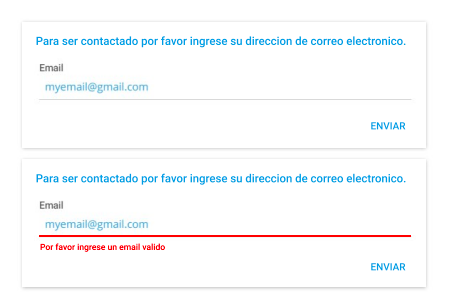 Para ser contactado por favor ingrese su direccion de correo electronico.
Email
myemail@gmail.com
ENVIAR
Para ser contactado por favor ingrese su direccion de correo electronico.
Email
myemail@gmail.com
Por favor ingrese un email valido
ENVIAR